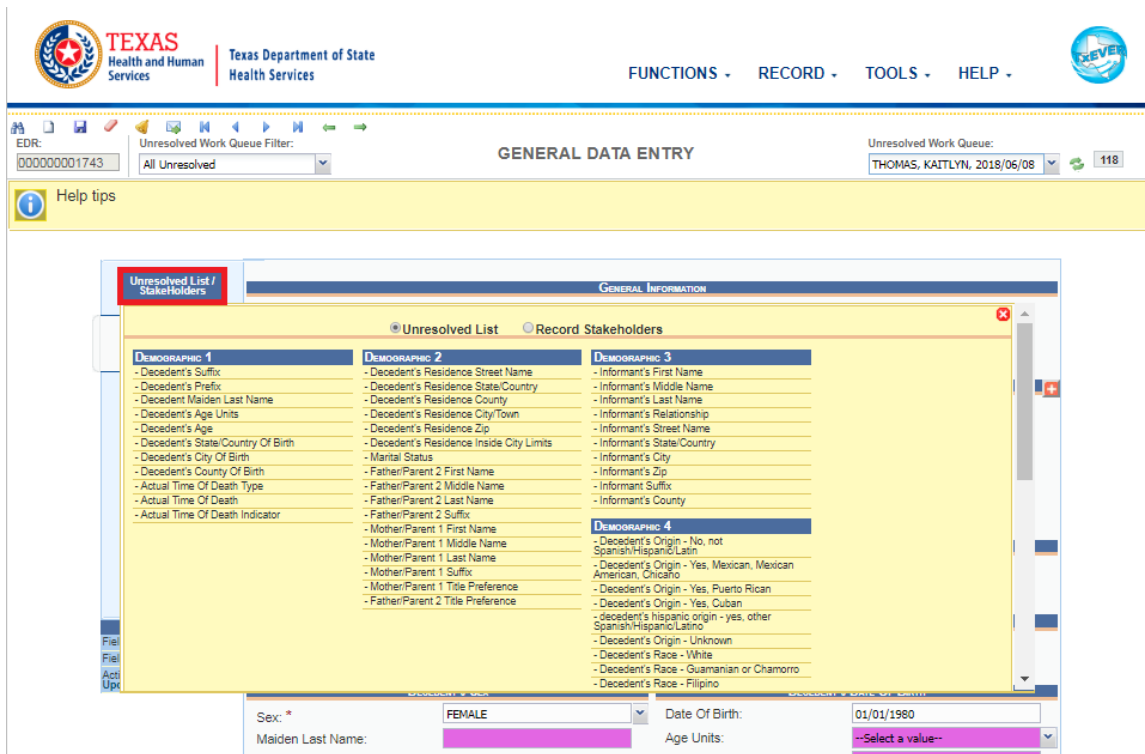 TEXAS
Health and Human
Services
Texas Department of State
Health Services
FUNCTIONS
RECORD
TOOLS
HELP
TxEVER
EDR:
000000001743
Unresolved Work Queue Filter:
All Unresolved
GENERAL DATA ENTRY
Unresolved Work Queue:
THOMAS, KAITLYN, 2018/06/08
118
Help tips
Unresolved List /
StakeHolders
GENERAL INFORMATION
Unresolved List
Record Stakeholders
DEMOGRAPHIC 1
- Decedent's Suffix
- Decedent's Prefix
- Decedent Maiden Last Name
- Decedent's Age Units
- Decedent's Age
- Decedent's State/Country Of Birth
- Decedent's City Of Birth
- Decedent's County Of Birth
- Actual Time Of Death Type
- Actual Time Of Death
- Actual Time Of Death Indicator
DEMOGRAPHIC 2
- Decedent's Residence Street Name
- Decedent's Residence State/Country
- Decedent's Residence County
- Decedent's Residence City/Town
- Decedent's Residence Zip
- Decedent's Residence Inside City Limits
- Marital Status
- Father/Parent 2 First Name
- Father/Parent 2 Middle Name
- Father/Parent 2 Last Name
- Father/Parent 2 Suffix
- Mother/Parent 1 First Name
- Mother/Parent 1 Middle Name
- Mother/Parent 1 Last Name
- Mother/Parent 1 Suffix
- Mother/Parent 1 Title Preference
- Father/Parent 2 Title Preference
DEMOGRAPHIC 3
- Informant's First Name
- Informant's Middle Name
- Informant's Last Name
- Informant's Relationship
- Informant's Street Name
- Informant's State/Country
- Informant's City
- Informant's Zip
- Informant Suffix
- Informant's County
DEMOGRAPHIC 4
- Decedent's Origin - No, not
Spanish/Hispanic/Latin
- Decedent's Origin - Yes, Mexican, Mexican
American, Chicano
- Decedent's Origin - Yes, Puerto Rican
- Decedent's Origin - Yes, Cuban
- decedent's hispanic origin - yes, other
Spanish/Hispanic/Latino
- Decedent's Origin - Unknown
- Decedent's Race - White
- Decedent's Race - Guamanian or Chamorro
- Decedent's Race - Filipino
Fiel
Fiel
Acti
Upd
Sex: *
FEMALE
Date Of Birth:
01/01/1980
Maiden Last Name:
Age Units:
--Select a value--